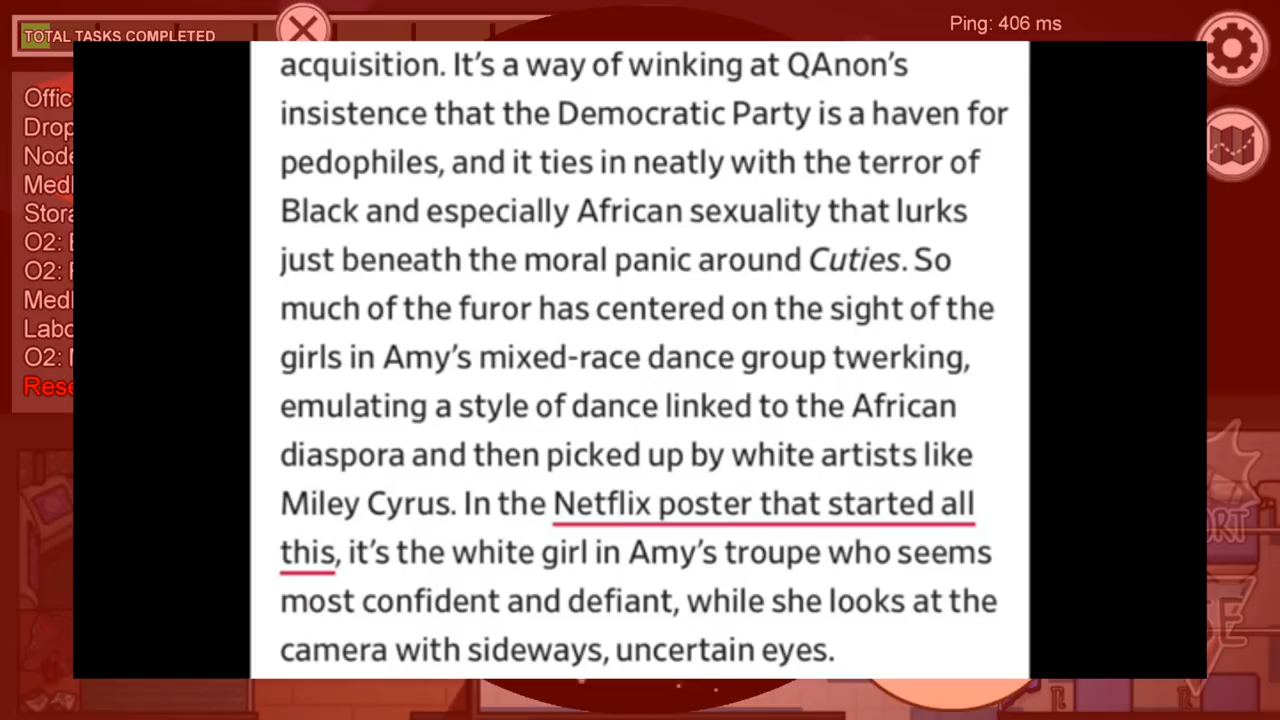 TOTAL TASKS COMPLETED
Ping: 406 ms
acquisition. It’s a way of winking at QAnon’s
insistence that the Democratic Party is a haven for
pedophiles, and it ties in neatly with the terror of
Black and especially African sexuality that lurks
just beneath the moral panic around Cuties. So
much of the furor has centered on the sight of the
girls in Amy’s mixed-race dance group twerking,
emulating a style of dance linked to the African
diaspora and then picked up by white artists like
Miley Cyrus. In the Netflix poster that started all
this, it’s the white girl in Amy’s troupe who seems
most confident and defiant, while she looks at the
camera with sideways, uncertain eyes.
O2:
O2:
O2: